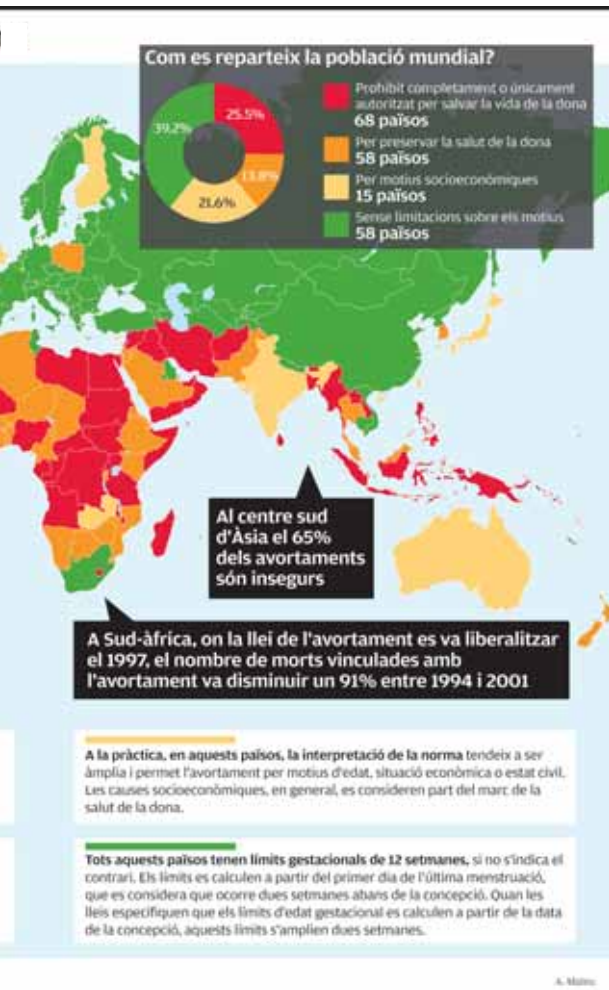 Com es reparteix la població mundial?
39.2%
25.5%
13.8%
21.6%
Prohibit completament o únicament
autoritzat per salvar la vida de la dona
68 països
Per preservar la salut de la dona
58 països
Per motius socioeconòmiques
15 països
Sense limitacions sobre els motius
58 països
Al centre sud
d'Àsia el 65%
dels avortaments
són insegurs
A Sud-àfrica, on la llei de l'avortament es va liberalitzar
el 1997, el nombre de morts vinculades amb
l'avortament va disminuir un 91% entre 1994 i 2001
A la pràctica, en aquests països, la interpretació de la norma tendeix a ser
àmplia i permet l'avortament per motius d'edat, situació econòmica o estat civil.
Les causes socioeconòmiques, en general, es consideren part del marc de la
salut de la dona.
Tots aquests països tenen límits gestacionals de 12 setmanes, si no s'indica el
contrari. Els límits es calculen a partir del primer dia de l'última menstruació,
que es considera que ocorre dues setmanes abans de la concepció. Quan les
lleis especifiquen que els límits d'edat gestacional es calculen a partir de la data
de la concepció, aquests límits s'amplien dues setmanes.